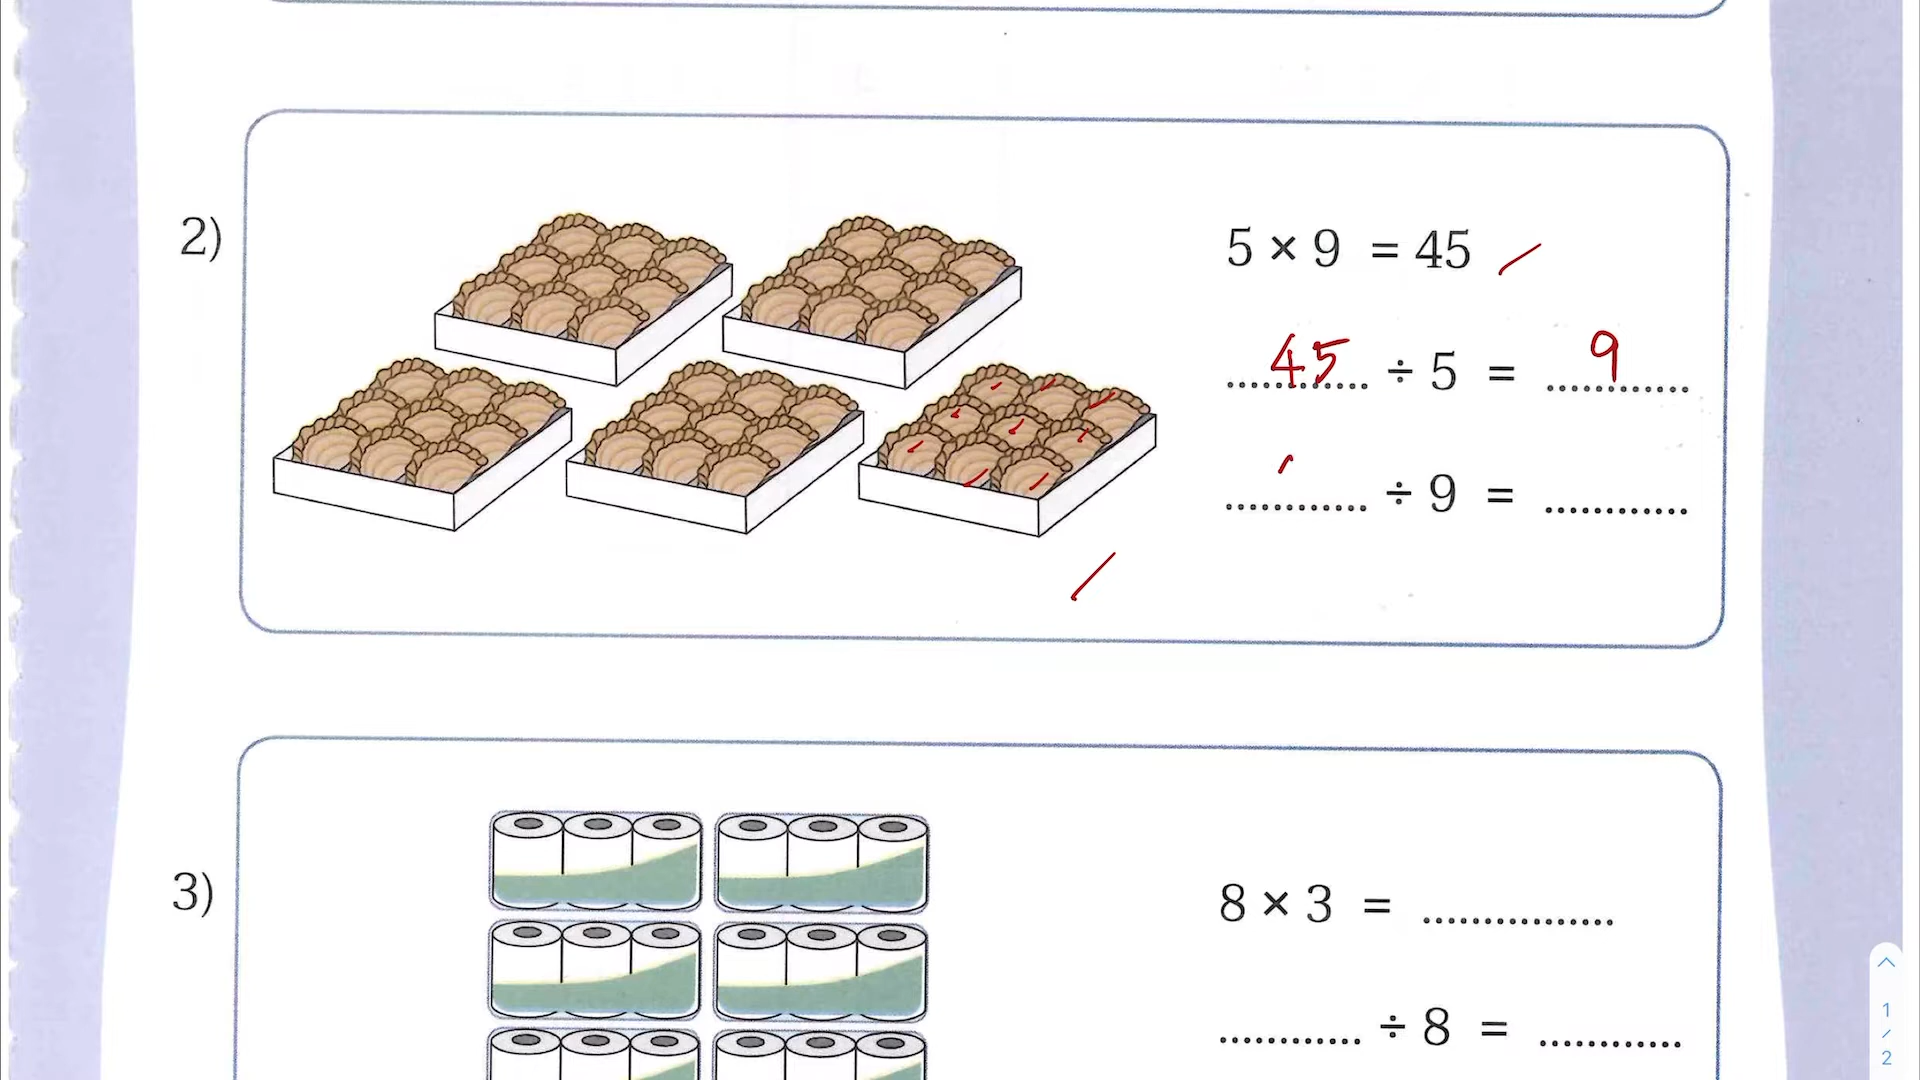 2)
5 × 9 = 45
45 ÷ 5 = 9
............ ÷ 9 = ............
3)
8 × 3 = ................
............ ÷ 8 = ............
1
/
2